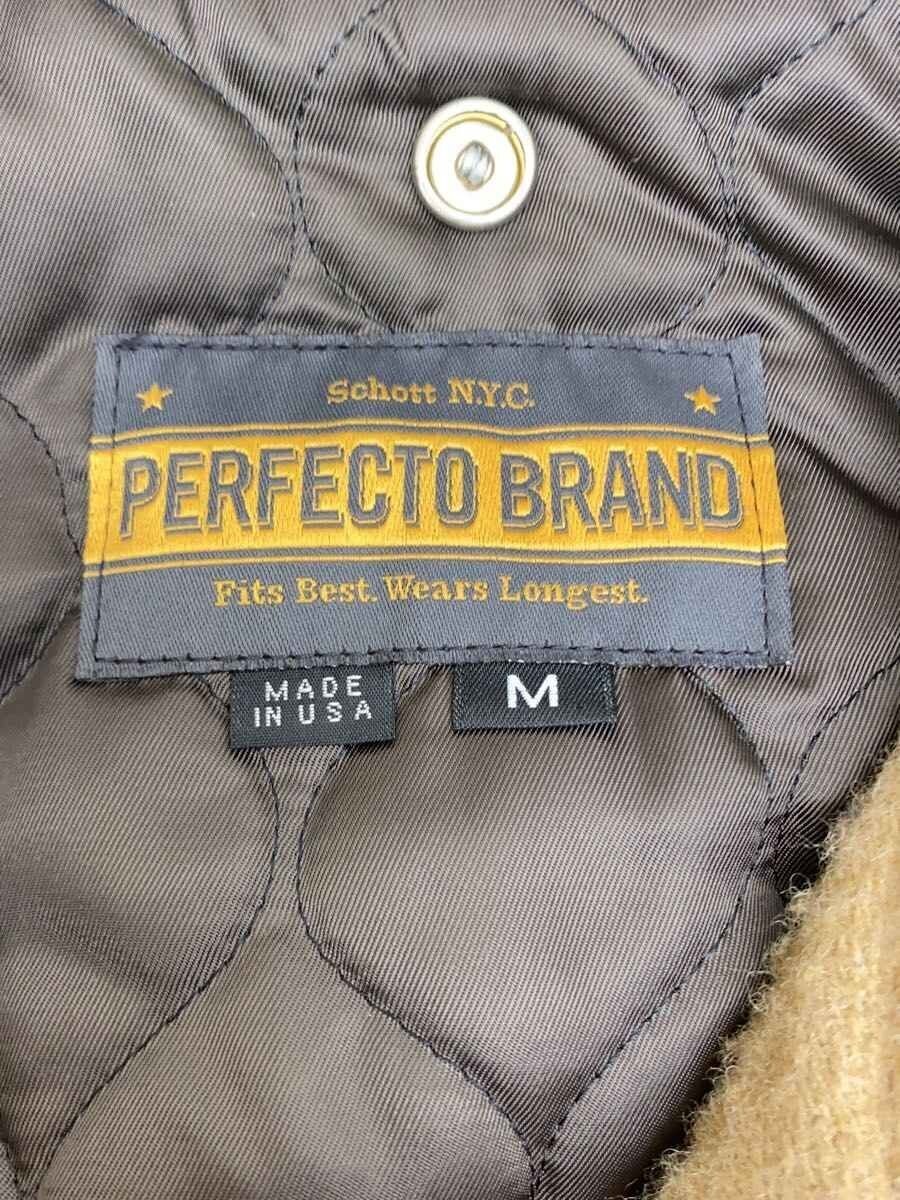 Schott N.Y.C.
PERFECTO BRAND
Fits Best. Wears Longest.
MADE
IN USA
M